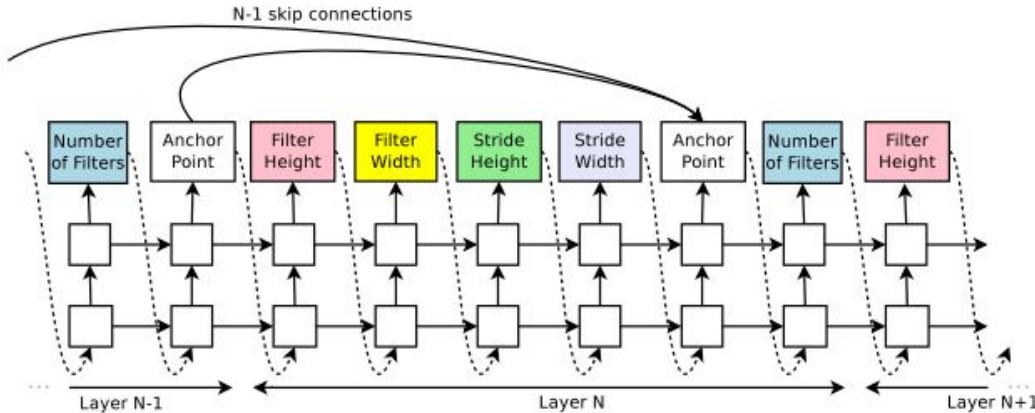 N-1 skip connections
Number
of Filters
Anchor
Point
Filter
Height
Filter
Width
Stride
Height
Stride
Width
Anchor
Point
Number
of Filters
Filter
Height
...
Layer N-1
Layer N
Layer N+1
...